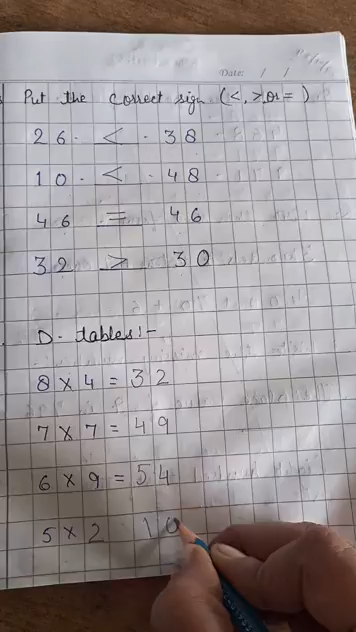 Date: / /
Put the correct sign (<, >, or =)
26. < . 38
10. < . 48
46 = 46
32 > 30
D. tables:-
8 × 4 = 32
7 × 7 = 49
6 × 9 = 54
5 × 2 10